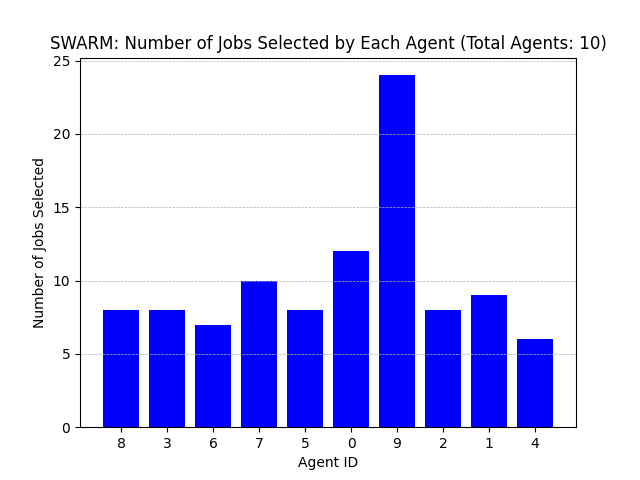 SWARM: Number of Jobs Selected by Each Agent (Total Agents: 10)
25
20
15
10
5
0
Number of Jobs Selected
8 3 6 7 5 0 9 2 1 4
Agent ID